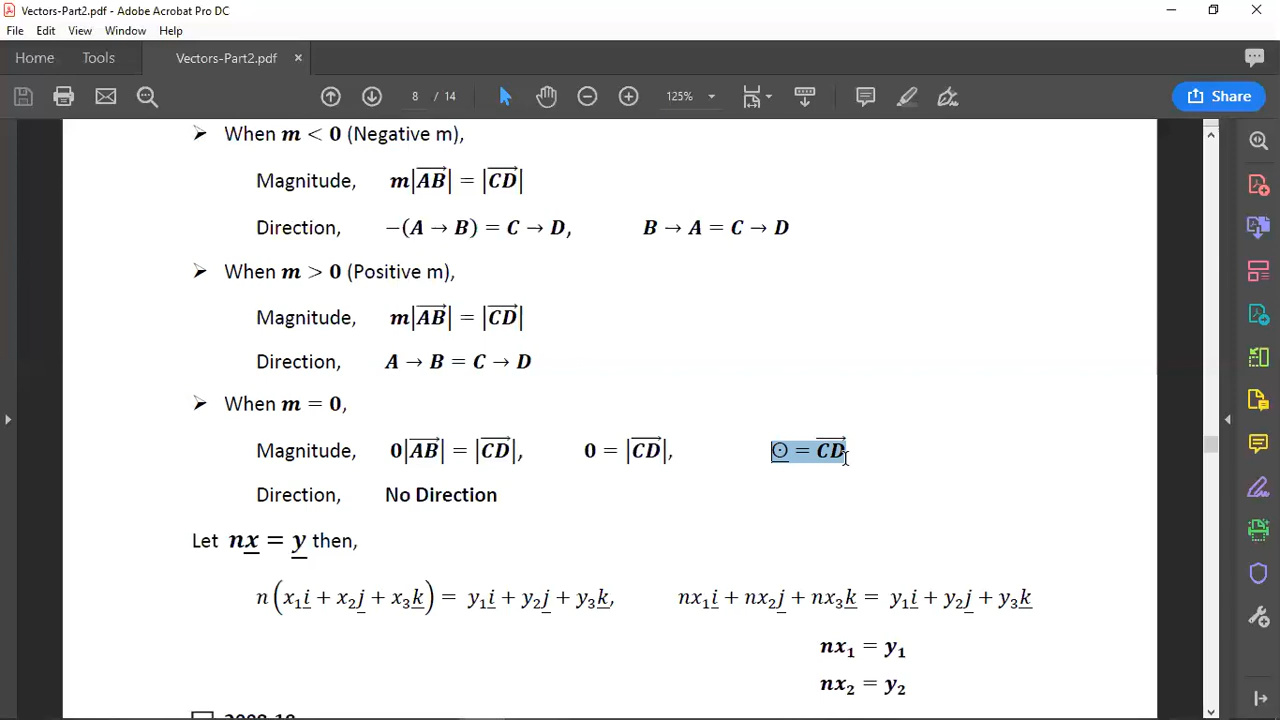 Vectors-Part2.pdf - Adobe Acrobat Pro DC
File Edit View Window Help
Home Tools Vectors-Part2.pdf ×
8 / 14 125% Share
➢ When m < 0 (Negative m),
Magnitude, m|AB⃗| = |CD⃗|
Direction, −(A → B) = C → D, B → A = C → D
➢ When m > 0 (Positive m),
Magnitude, m|AB⃗| = |CD⃗|
Direction, A → B = C → D
➢ When m = 0,
Magnitude, 0|AB⃗| = |CD⃗|, 0 = |CD⃗|, ʘ̲ = CD⃗
Direction, No Direction
Let nx̲ = y̲ then,
n(x₁i̲ + x₂j̲ + x₃k̲) = y₁i̲ + y₂j̲ + y₃k̲, nx₁i̲ + nx₂j̲ + nx₃k̲ = y₁i̲ + y₂j̲ + y₃k̲
nx₁ = y₁
nx₂ = y₂